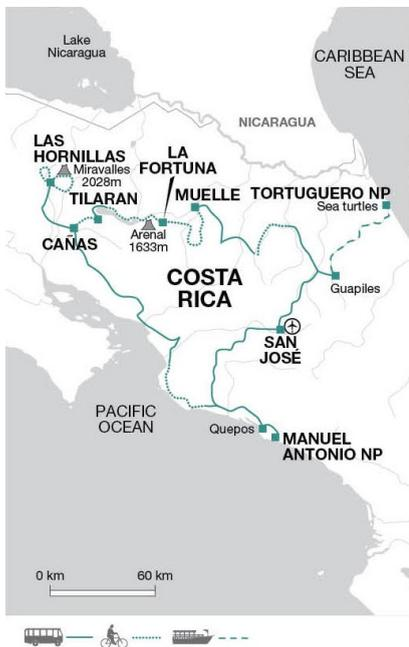 Lake
Nicaragua
CARIBBEAN
SEA
NICARAGUA
LAS
HORNILLAS
Miravalles
2028m
LA
FORTUNA
TILARAN
MUELLE
TORTUGUERO NP
Sea turtles
CAÑAS
Arenal
1633m
COSTA
RICA
Guapiles
SAN
JOSÉ
PACIFIC
OCEAN
Quepos
MANUEL
ANTONIO NP
0 km
60 km